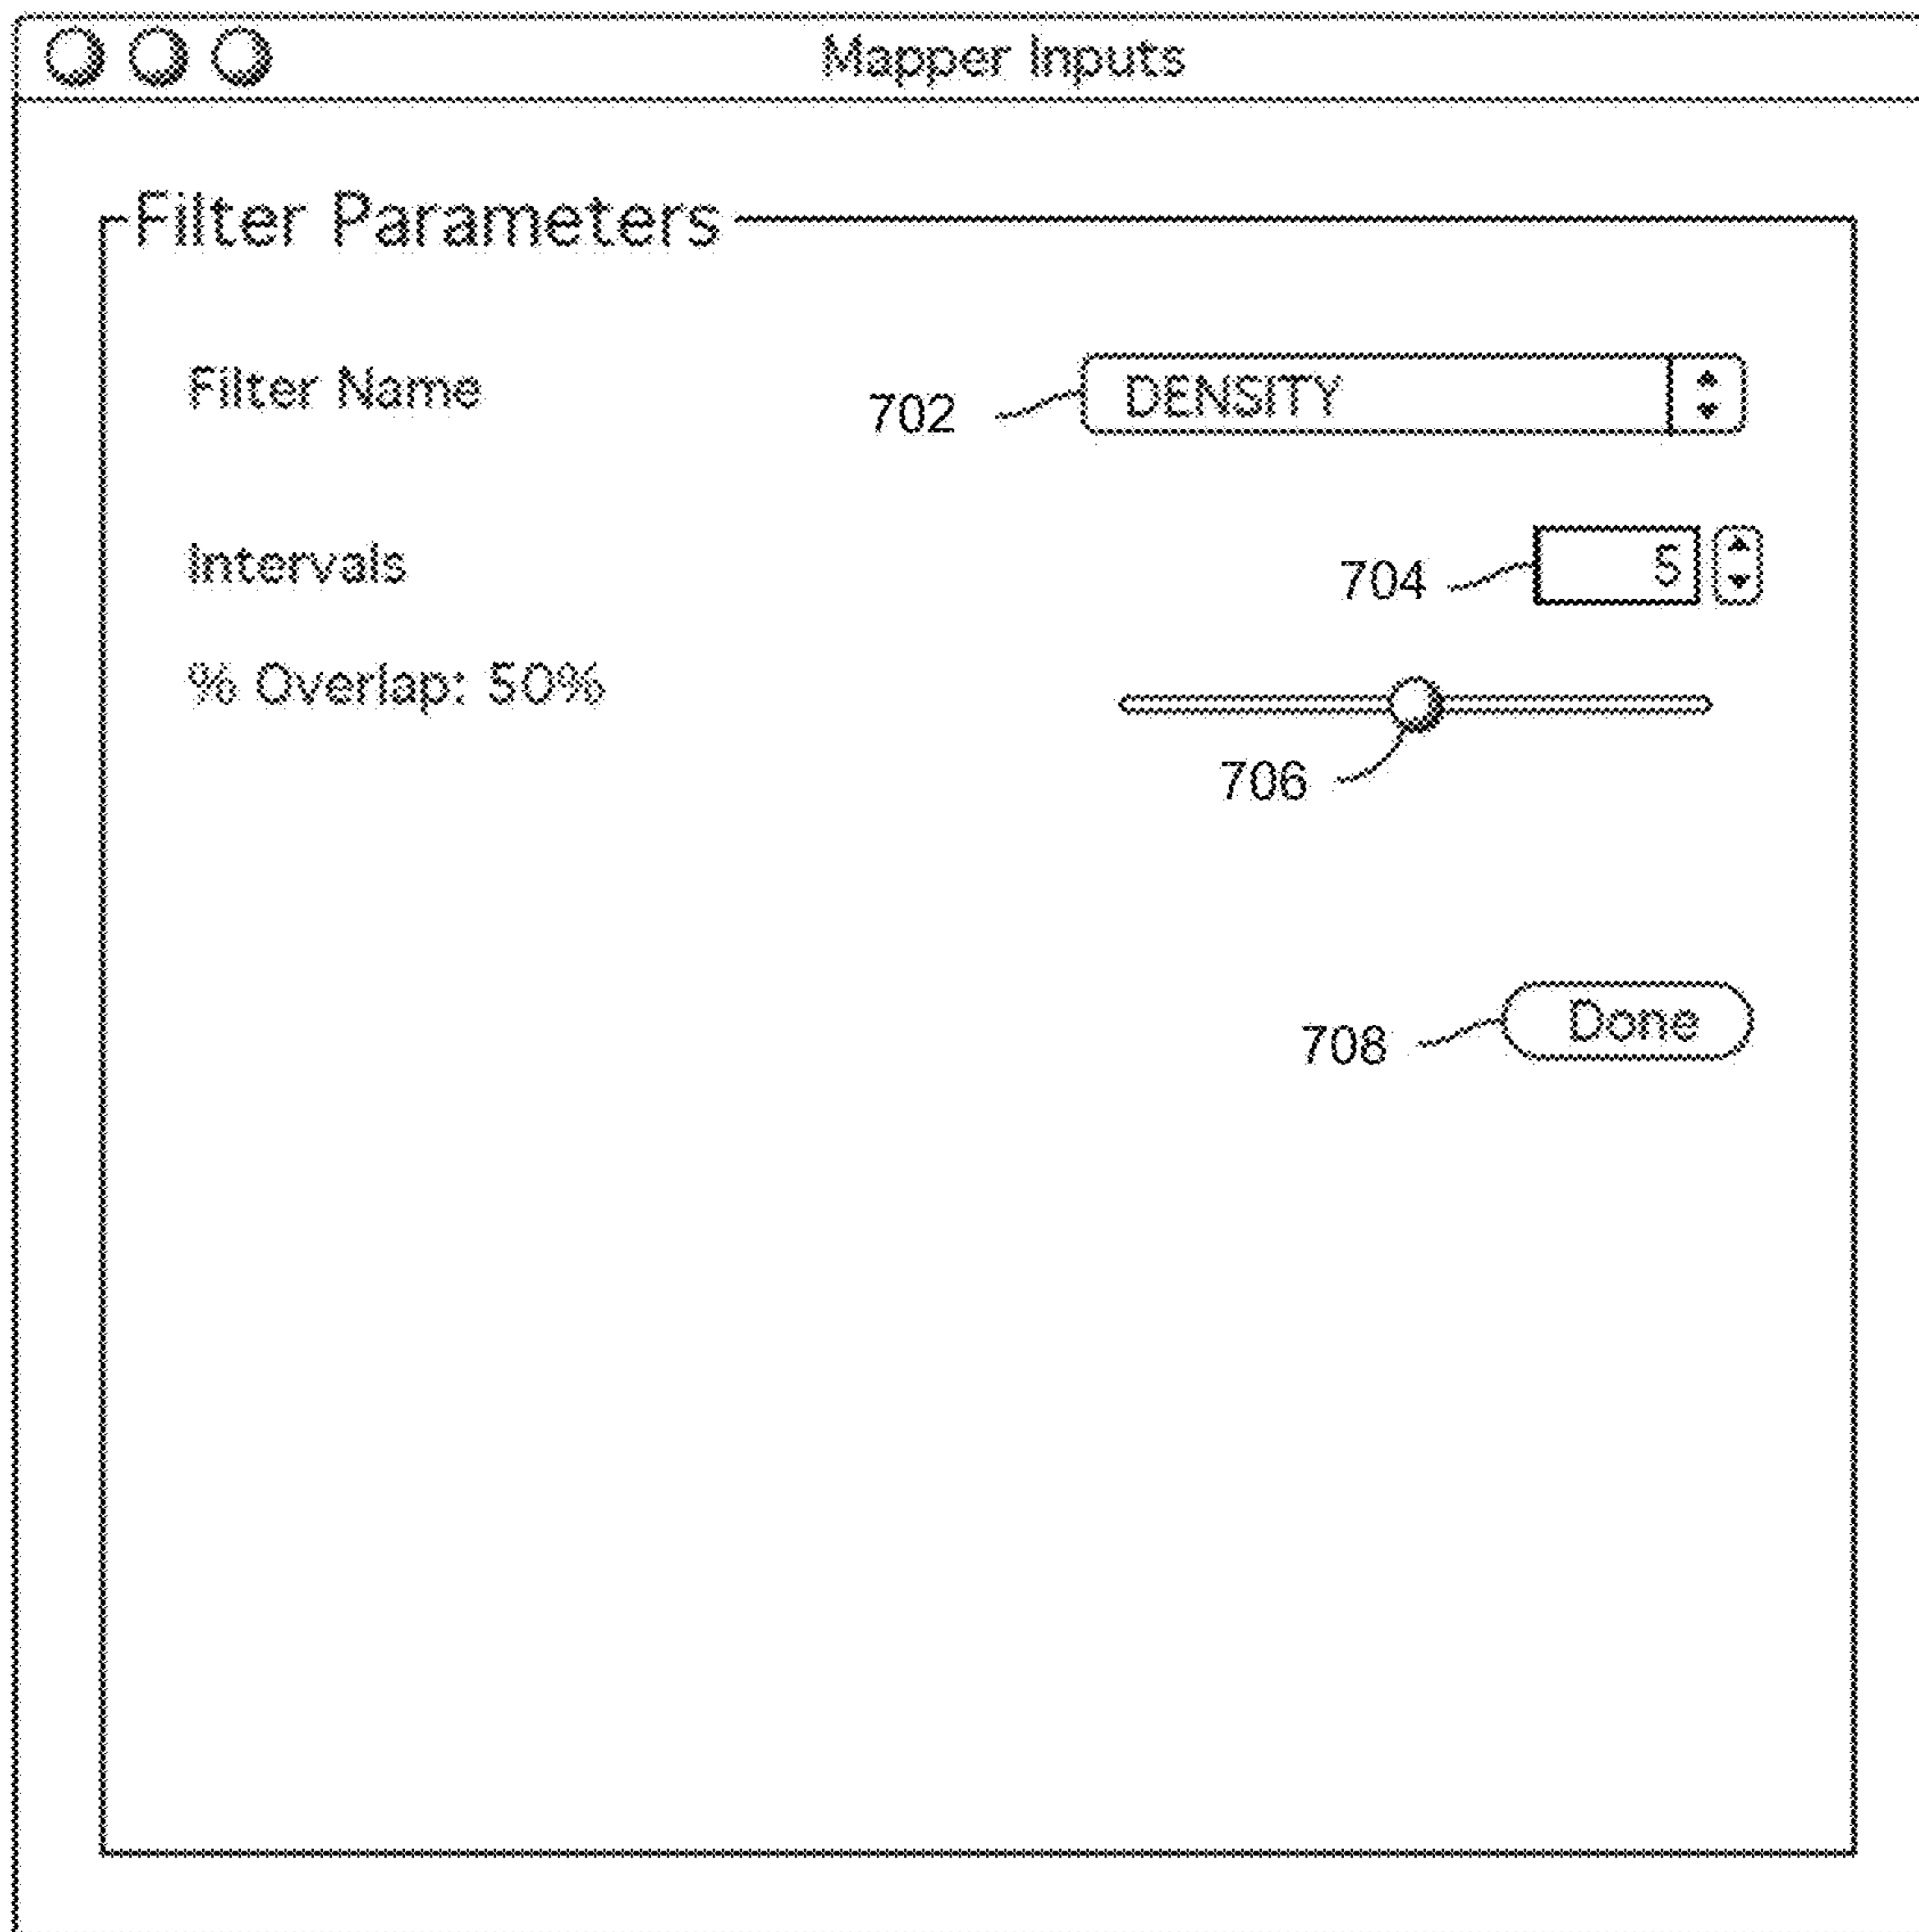 Mapper Inputs
Filter Parameters
Filter Name 702 DENSITY
Intervals 704 5
% Overlap: 50%
706
708 Done